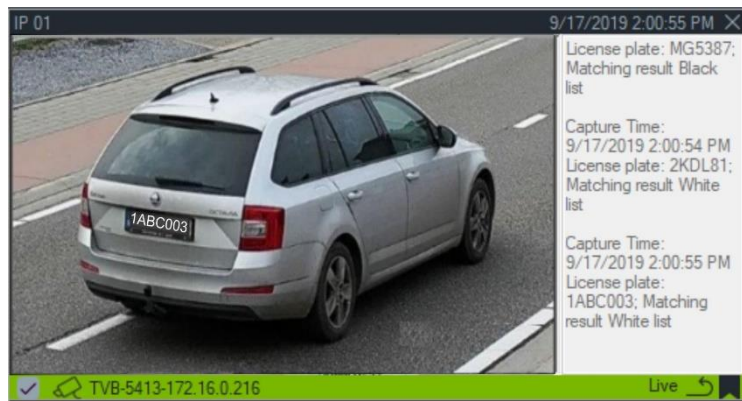 IP 01
9/17/2019 2:00:55 PM
1ABC003
OCTAVIA
License plate: MG5387;
Matching result Black
list
Capture Time:
9/17/2019 2:00:54 PM
License plate: 2KDL81;
Matching result White
list
Capture Time:
9/17/2019 2:00:55 PM
License plate:
1ABC003; Matching
result White list
TVB-5413-172.16.0.216
Live